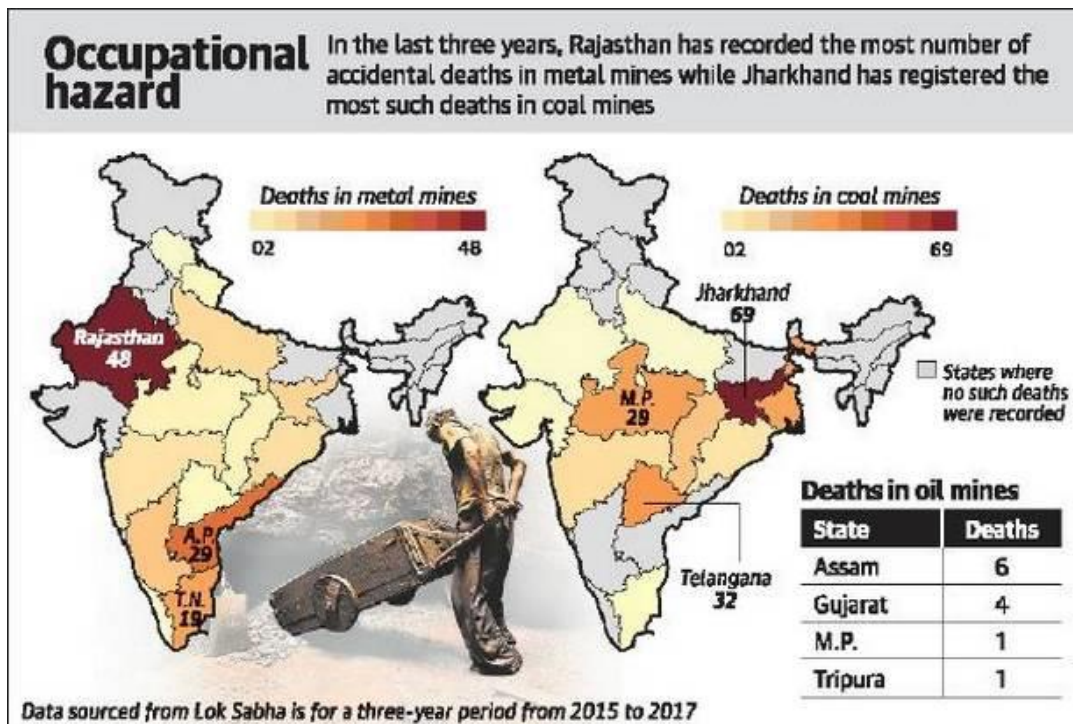 Occupational
hazard
In the last three years, Rajasthan has recorded the most number of
accidental deaths in metal mines while Jharkhand has registered the
most such deaths in coal mines
Deaths in metal mines
02 48
Rajasthan
48
A.P.
29
T.N.
19
Deaths in coal mines
02 69
Jharkhand
69
M.P.
29
Telangana
32
States where
no such deaths
were recorded
Deaths in oil mines
State Deaths
Assam 6
Gujarat 4
M.P. 1
Tripura 1
Data sourced from Lok Sabha is for a three-year period from 2015 to 2017